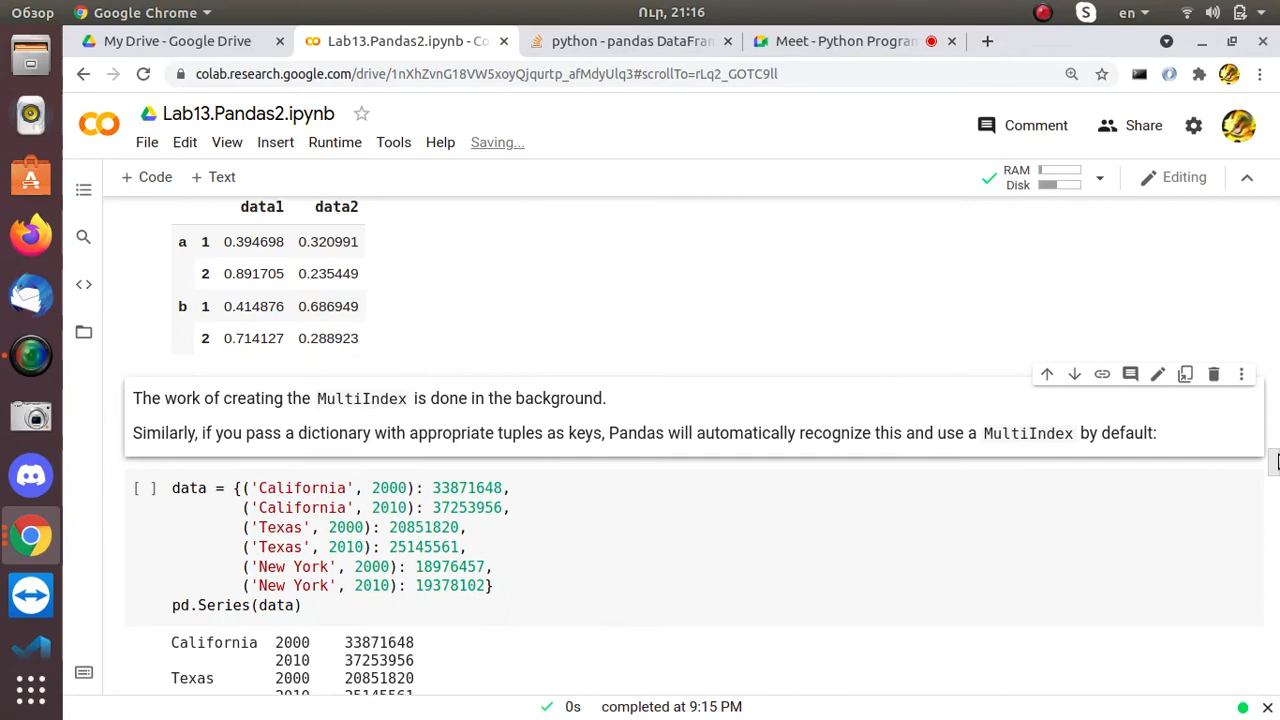 Обзор
Google Chrome
Ուր, 21:16
en
My Drive - Google Drive
Lab13.Pandas2.ipynb - Co
python - pandas DataFran
Meet - Python Program
colab.research.google.com/drive/1nXhZvnG18VW5xoyQjqurtp_afMdyUlq3#scrollTo=rLq2_GOTC9ll
Lab13.Pandas2.ipynb
File Edit View Insert Runtime Tools Help Saving...
Comment
Share
+ Code + Text
RAM
Disk
Editing
data1 data2
a 1 0.394698 0.320991
2 0.891705 0.235449
b 1 0.414876 0.686949
2 0.714127 0.288923
The work of creating the MultiIndex is done in the background.
Similarly, if you pass a dictionary with appropriate tuples as keys, Pandas will automatically recognize this and use a MultiIndex by default:
[ ] data = {('California', 2000): 33871648,
('California', 2010): 37253956,
('Texas', 2000): 20851820,
('Texas', 2010): 25145561,
('New York', 2000): 18976457,
('New York', 2010): 19378102}
pd.Series(data)
California 2000 33871648
2010 37253956
Texas 2000 20851820
2010 25145561
0s completed at 9:15 PM